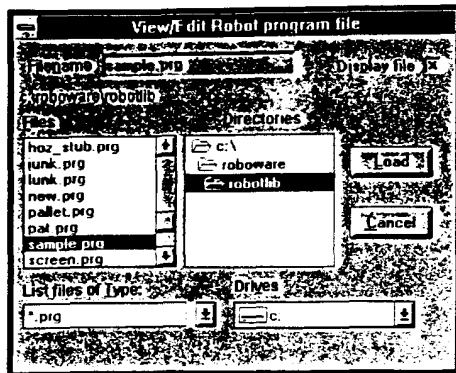 View/Edit Robot program file
Filename sample.prg Display file
c:\roboware\robotlib
Files Directories
hoz_stub.prg
junk.prg
lunk.prg
new.prg
pallet.prg
pat.prg
sample.prg
screen.prg
c:\
roboware
robotlib
Load
Cancel
List files of Type: Drives
*.prg c: